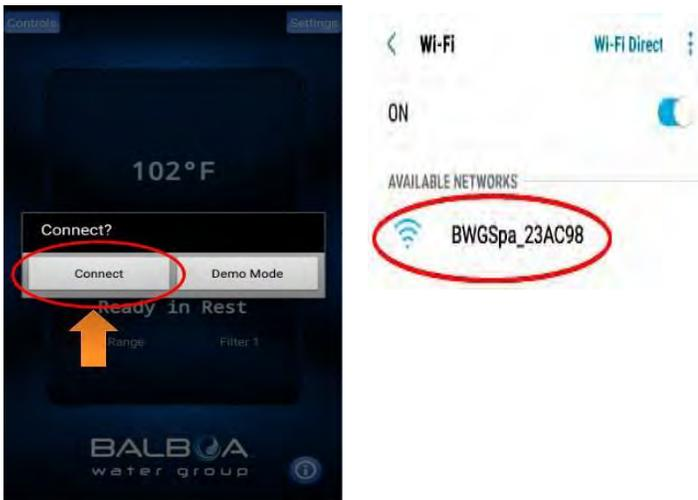 Controls
Settings
102°F
Connect?
Connect
Demo Mode
Ready in Rest
Range
Filter 1
BALBOA
water group
Wi-Fi
Wi-Fi Direct
ON
AVAILABLE NETWORKS
BWGSpa_23AC98